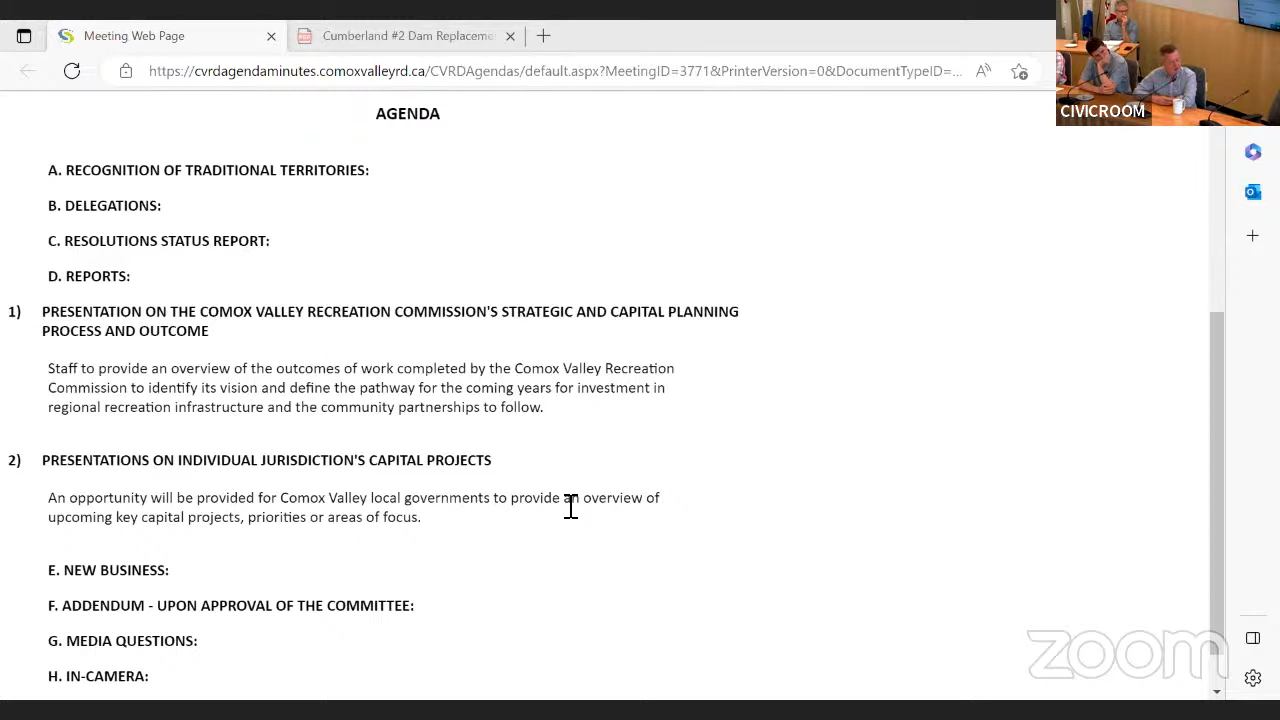 Meeting Web Page
Cumberland #2 Dam Replaceme
https://cvrdagendaminutes.comoxvalleyrd.ca/CVRDAgendas/default.aspx?MeetingID=3771&PrinterVersion=0&DocumentTypeID=...
CIVICROOM
AGENDA
A. RECOGNITION OF TRADITIONAL TERRITORIES:
B. DELEGATIONS:
C. RESOLUTIONS STATUS REPORT:
D. REPORTS:
1) PRESENTATION ON THE COMOX VALLEY RECREATION COMMISSION'S STRATEGIC AND CAPITAL PLANNING
PROCESS AND OUTCOME
Staff to provide an overview of the outcomes of work completed by the Comox Valley Recreation
Commission to identify its vision and define the pathway for the coming years for investment in
regional recreation infrastructure and the community partnerships to follow.
2) PRESENTATIONS ON INDIVIDUAL JURISDICTION'S CAPITAL PROJECTS
An opportunity will be provided for Comox Valley local governments to provide an overview of
upcoming key capital projects, priorities or areas of focus.
E. NEW BUSINESS:
F. ADDENDUM - UPON APPROVAL OF THE COMMITTEE:
G. MEDIA QUESTIONS:
H. IN-CAMERA:
zoom